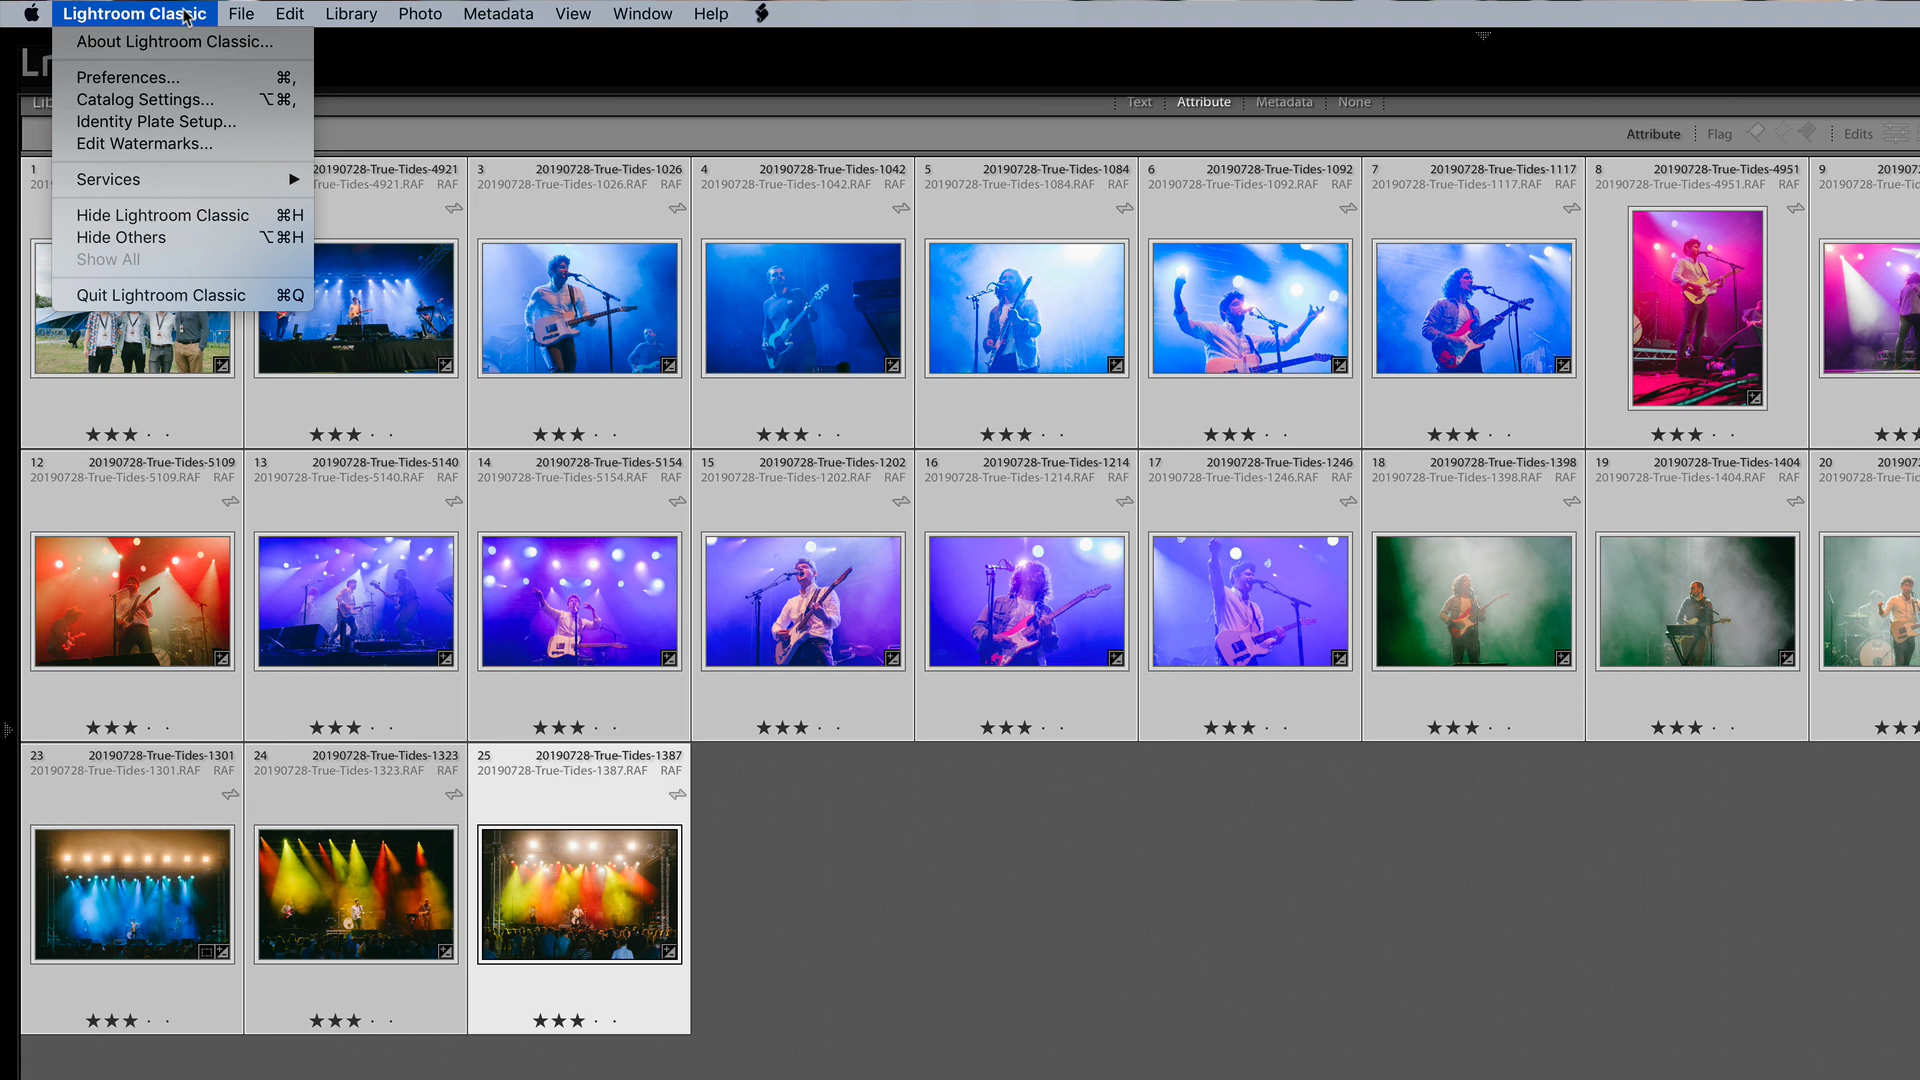 Lightroom Classic File Edit Library Photo Metadata View Window Help
About Lightroom Classic...
Preferences... ⌘,
Catalog Settings... ⌥⌘,
Identity Plate Setup...
Edit Watermarks...
Services ▶
Hide Lightroom Classic ⌘H
Hide Others ⌥⌘H
Show All
Quit Lightroom Classic ⌘Q
Text Attribute Metadata None
Attribute Flag Edits
1 20190728-True-Tides-4921 3 20190728-True-Tides-1026 4 20190728-True-Tides-1042 5 20190728-True-Tides-1084 6 20190728-True-Tides-1092 7 20190728-True-Tides-1117 8 20190728-True-Tides-4951 9
True-Tides-4921.RAF RAF 20190728-True-Tides-1026.RAF RAF 20190728-True-Tides-1042.RAF RAF 20190728-True-Tides-1084.RAF RAF 20190728-True-Tides-1092.RAF RAF 20190728-True-Tides-1117.RAF RAF 20190728-True-Tides-4951.RAF RAF
12 20190728-True-Tides-5109 13 20190728-True-Tides-5140 14 20190728-True-Tides-5154 15 20190728-True-Tides-1202 16 20190728-True-Tides-1214 17 20190728-True-Tides-1246 18 20190728-True-Tides-1398 19 20190728-True-Tides-1404 20
20190728-True-Tides-5109.RAF RAF 20190728-True-Tides-5140.RAF RAF 20190728-True-Tides-5154.RAF RAF 20190728-True-Tides-1202.RAF RAF 20190728-True-Tides-1214.RAF RAF 20190728-True-Tides-1246.RAF RAF 20190728-True-Tides-1398.RAF RAF 20190728-True-Tides-1404.RAF RAF
23 20190728-True-Tides-1301 24 20190728-True-Tides-1323 25 20190728-True-Tides-1387
20190728-True-Tides-1301.RAF RAF 20190728-True-Tides-1323.RAF RAF 20190728-True-Tides-1387.RAF RAF